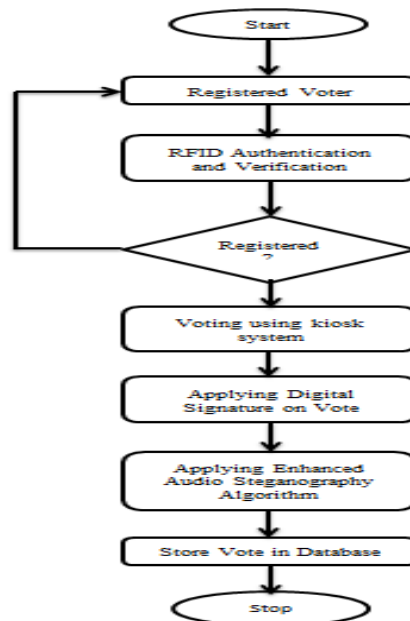 Start
Registered Voter
RFID Authentication
and Verification
Registered
?
Voting using kiosk
system
Applying Digital
Signature on Vote
Applying Enhanced
Audio Steganography
Algorithm
Store Vote in Database
Stop